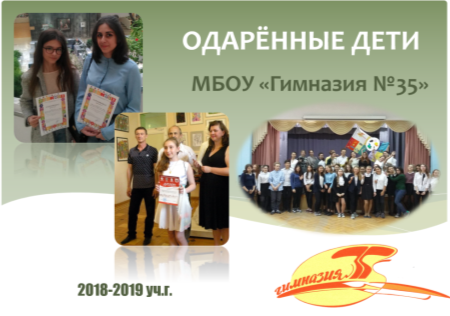 ОДАРЁННЫЕ ДЕТИ
МБОУ «Гимназия №35»
гимназия 35
2018-2019 уч.г.